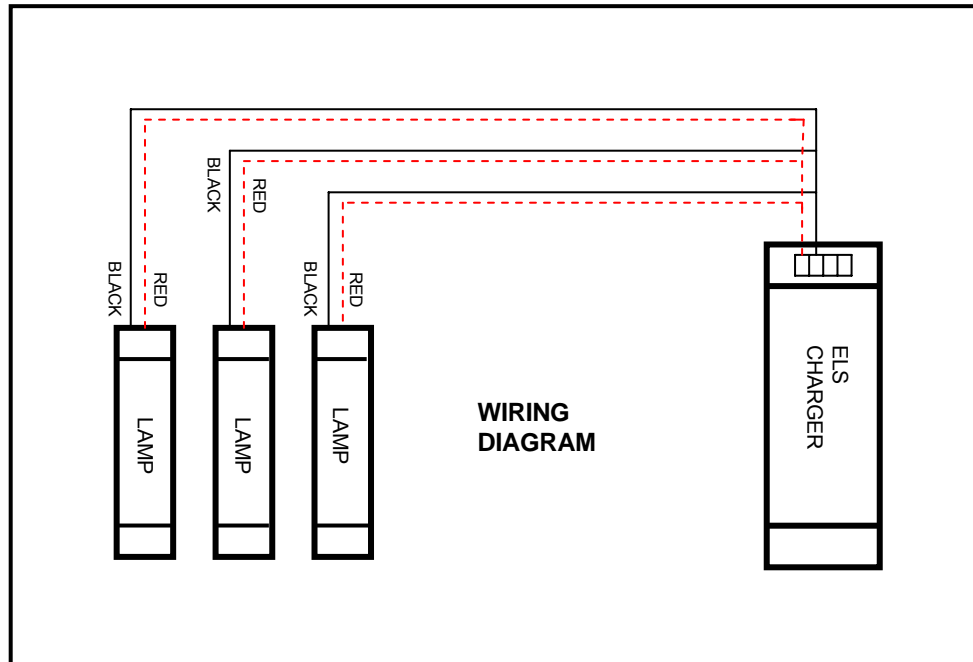 BLACK
RED
BLACK
RED
BLACK
RED
LAMP
LAMP
LAMP
WIRING
DIAGRAM
ELS
CHARGER